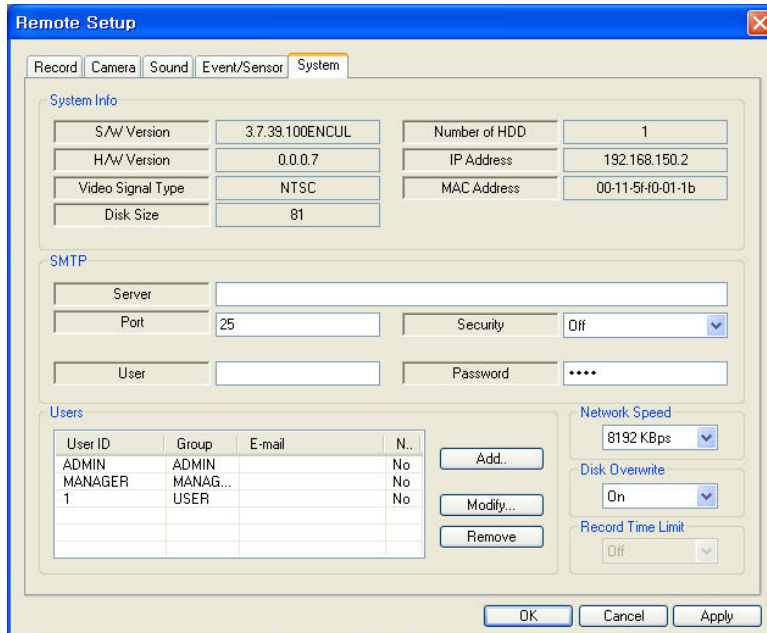 Remote Setup
Record Camera Sound Event/Sensor System
System Info
S/W Version 3.7.39.100ENCUL Number of HDD 1
H/W Version 0.0.0.7 IP Address 192.168.150.2
Video Signal Type NTSC MAC Address 00-11-5f-f0-01-1b
Disk Size 81
SMTP
Server
Port 25 Security Off
User Password ••••
Users
User ID Group E-mail N..
ADMIN ADMIN No
MANAGER MANAG... No
1 USER No
Add..
Modify...
Remove
Network Speed
8192 KBps
Disk Overwrite
On
Record Time Limit
Off
OK Cancel Apply